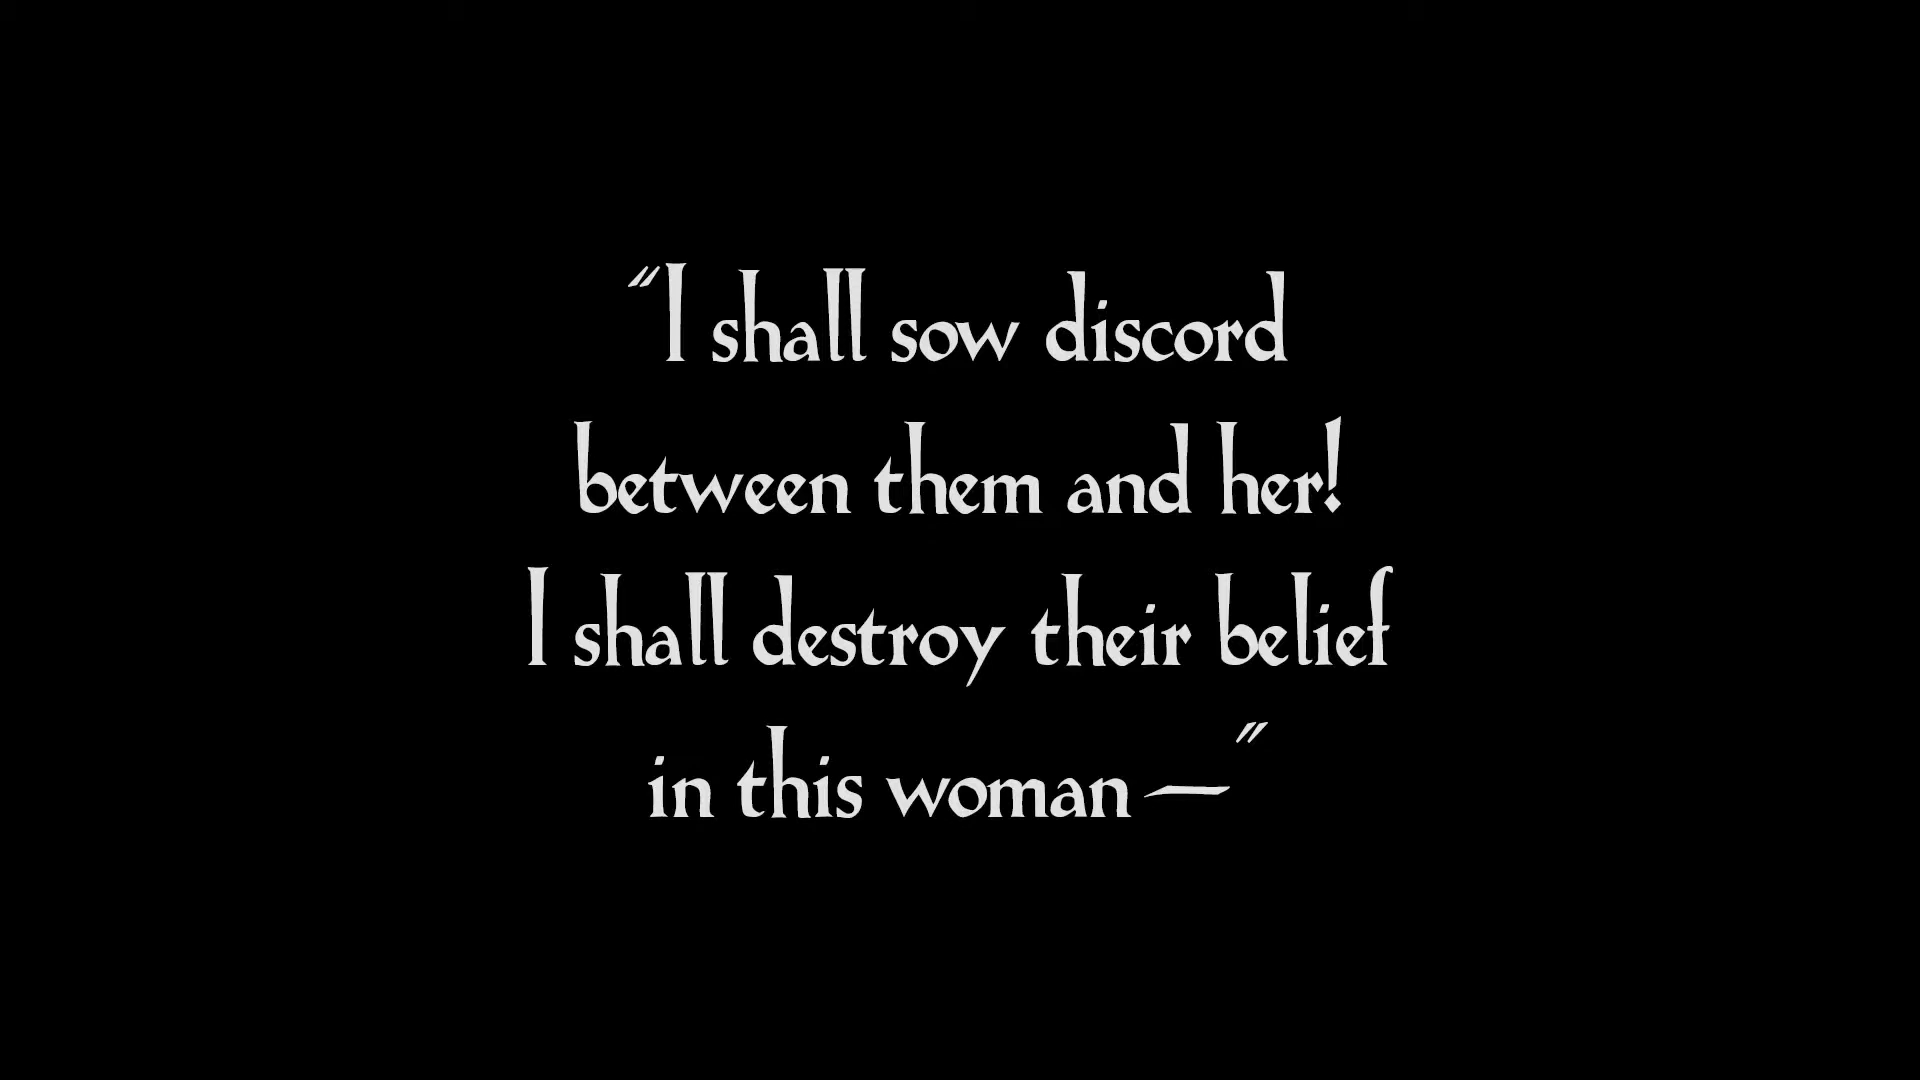 “I shall sow discord
between them and her!
I shall destroy their belief
in this woman—”